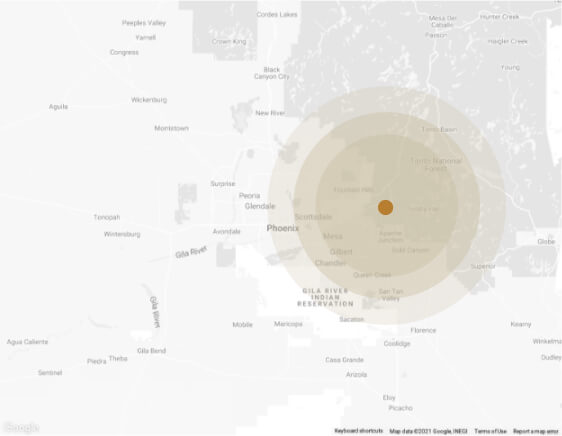 Cordes Lakes
Peeples Valley
Mesa Del
Caballo
Hunter Creek
Yarnell
Payson
Crown King
Haigler Creek
Congress
Black
Canyon City
Young
Wickenburg
Aguila
New River
Morristown
Tonto Basin
Tonto National
Forest
Surprise
Fountain Hills
Peoria
Glendale
Tonopah
Scottsdale
Phoenix
Wintersburg
Avondale
Mesa
Apache
Junction
Globe
Gila River
Gilbert
Gold Canyon
Chandler
Superior
Queen Creek
GILA RIVER
INDIAN
RESERVATION
San Tan
Valley
Gila River
Sacaton
Mobile
Maricopa
Florence
Kearny
Agua Caliente
Coolidge
Winkelma
Gila Bend
Piedra
Theba
Casa Grande
Dudley
Sentinel
Arizola
Eloy
Picacho
Google
Keyboard shortcuts
Map data ©2021 Google, INEGI
Terms of Use
Report a map error